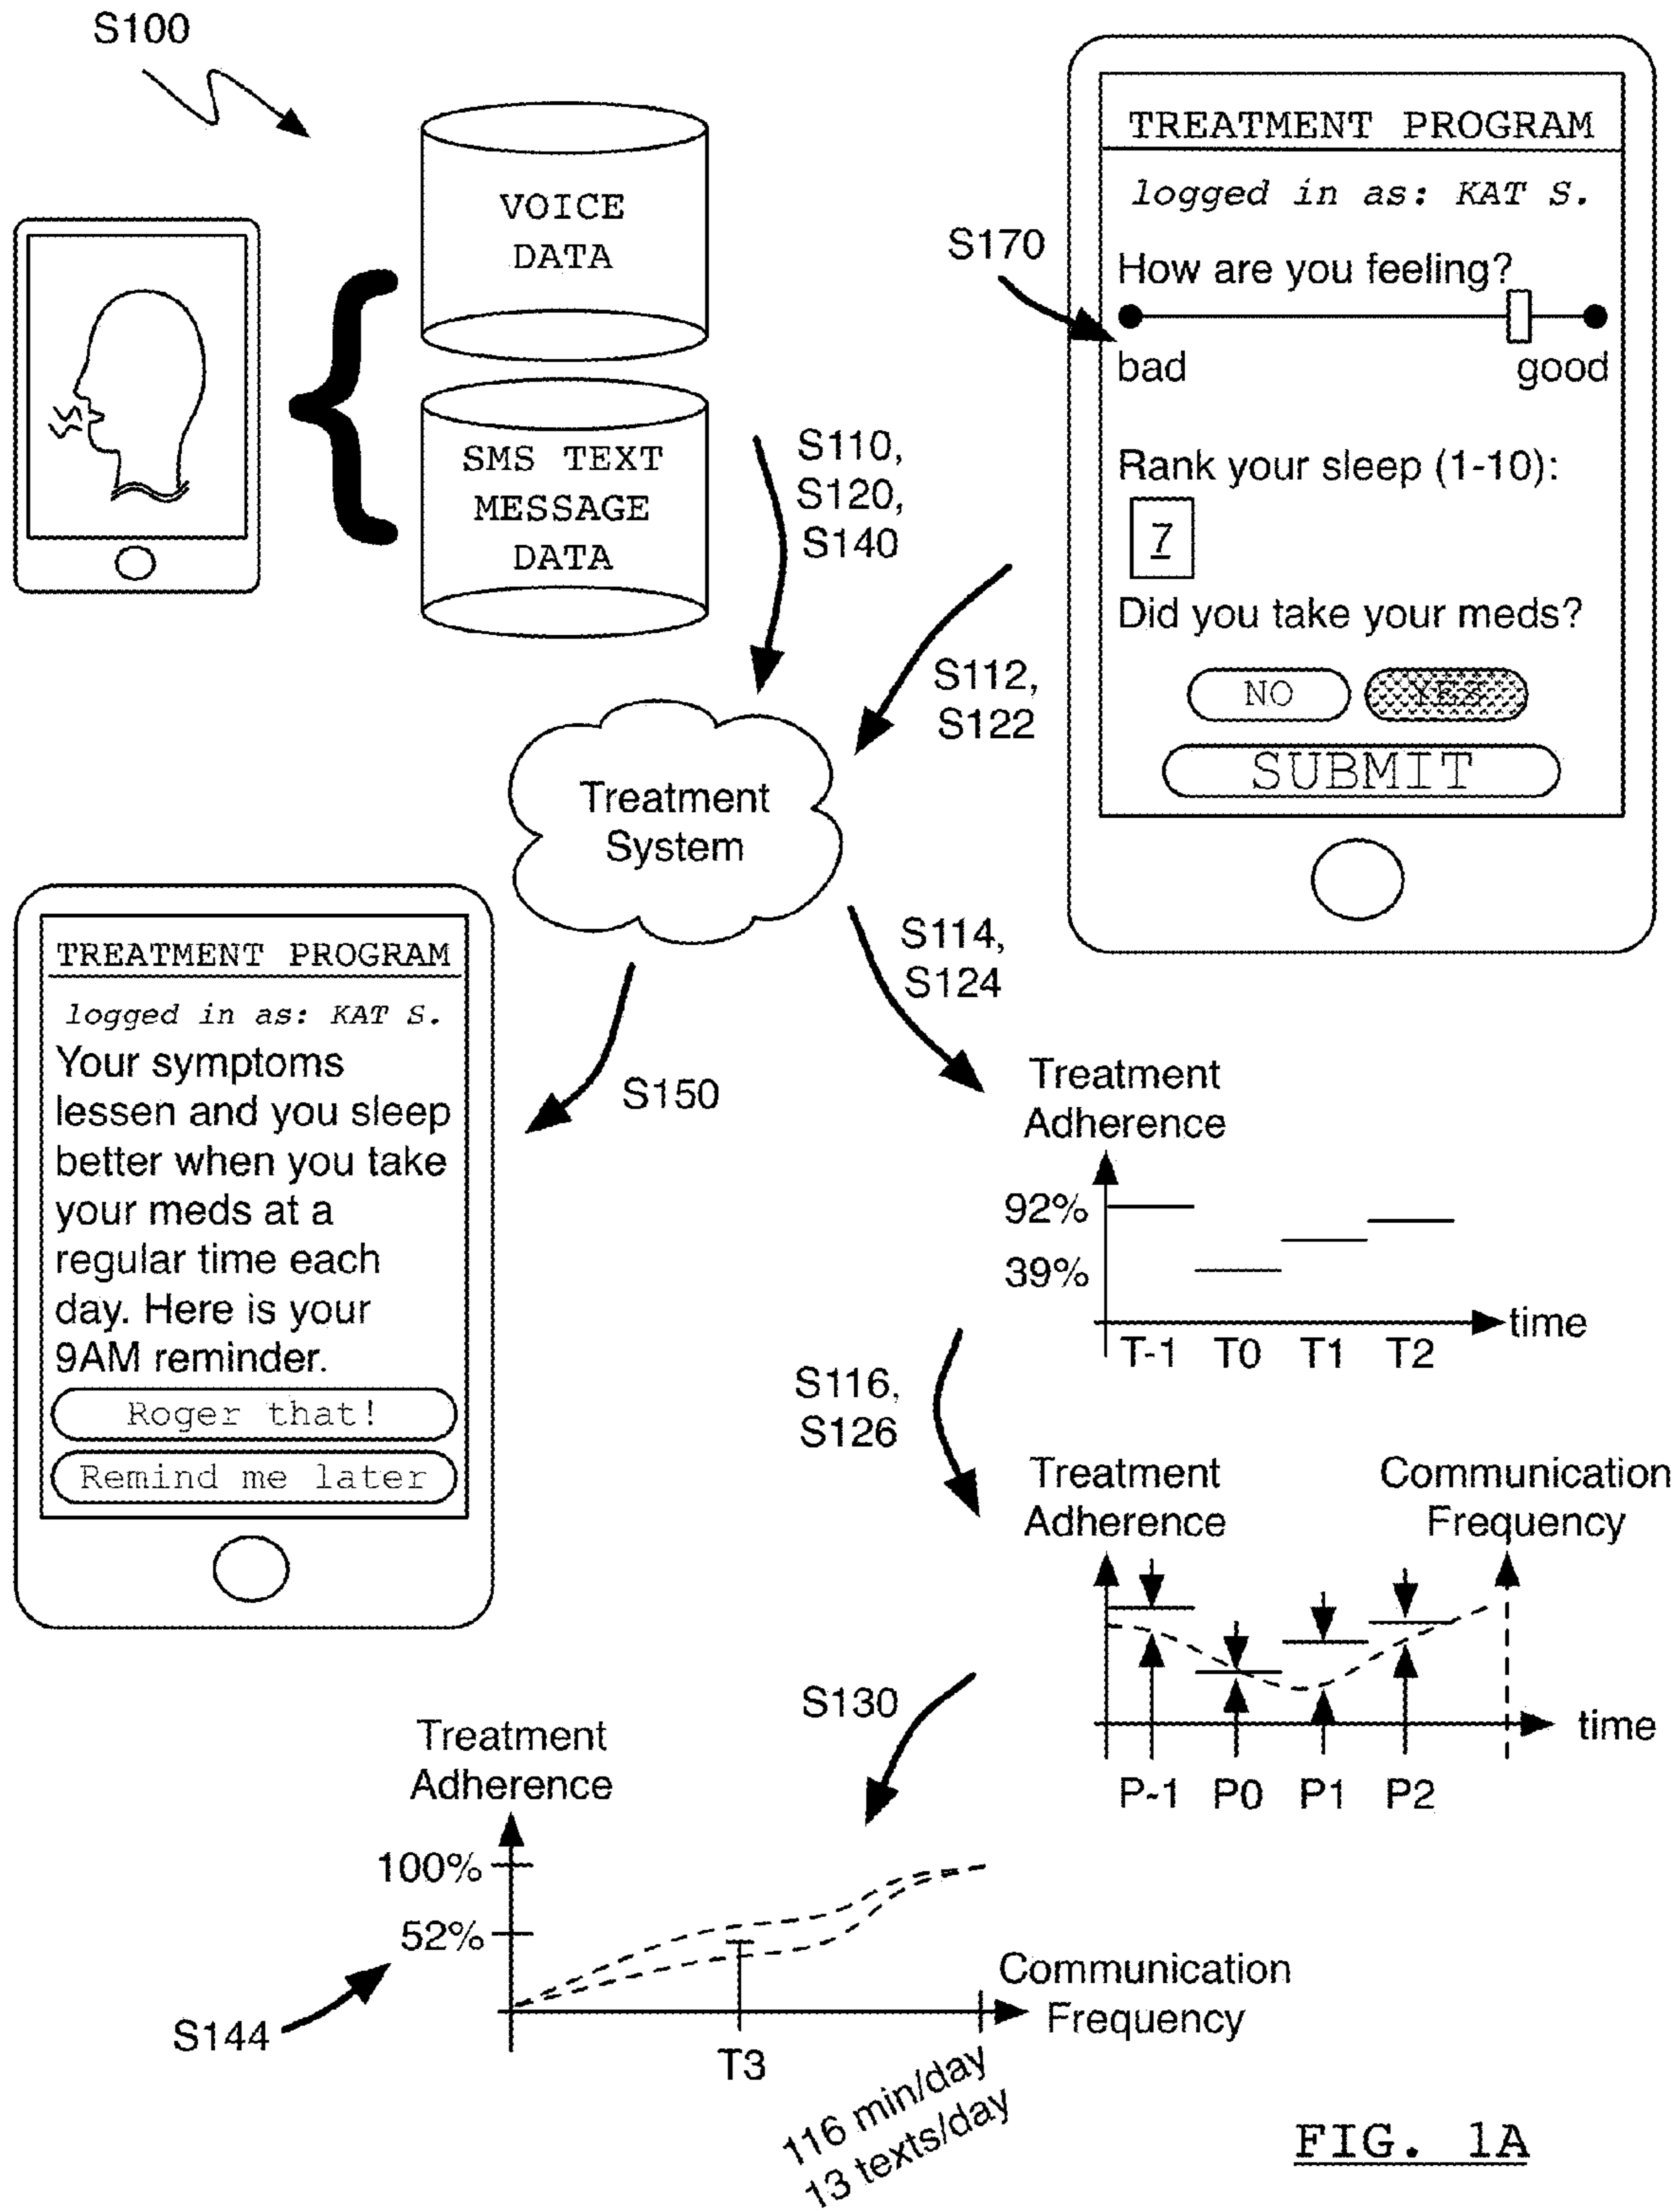 S100
VOICE
DATA
SMS TEXT
MESSAGE
DATA
S110,
S120,
S140
S170
TREATMENT PROGRAM
logged in as: KAT S.
How are you feeling?
bad good
Rank your sleep (1-10):
7
Did you take your meds?
NO YES
SUBMIT
S112,
S122
Treatment
System
TREATMENT PROGRAM
logged in as: KAT S.
Your symptoms
lessen and you sleep
better when you take
your meds at a
regular time each
day. Here is your
9AM reminder.
Roger that!
Remind me later
S150
S114,
S124
Treatment
Adherence
92%
39%
time
T-1 T0 T1 T2
S116,
S126
Treatment
Adherence
Communication
Frequency
time
P-1 P0 P1 P2
S130
Treatment
Adherence
100%
52%
S144
T3
Communication
Frequency
116 min/day
13 texts/day
FIG. 1A